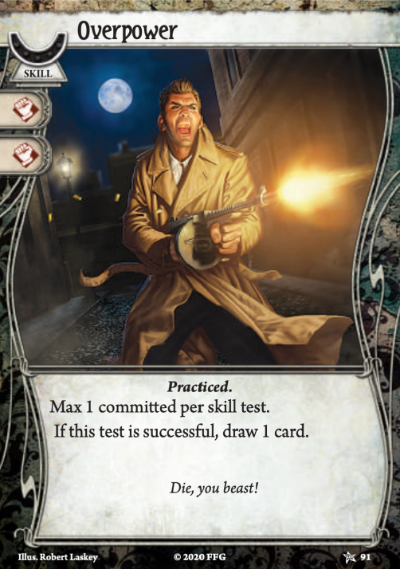 Overpower
SKILL
Practiced.
Max 1 committed per skill test.
If this test is successful, draw 1 card.
Die, you beast!
Illus. Robert Laskey
© 2020 FFG
91